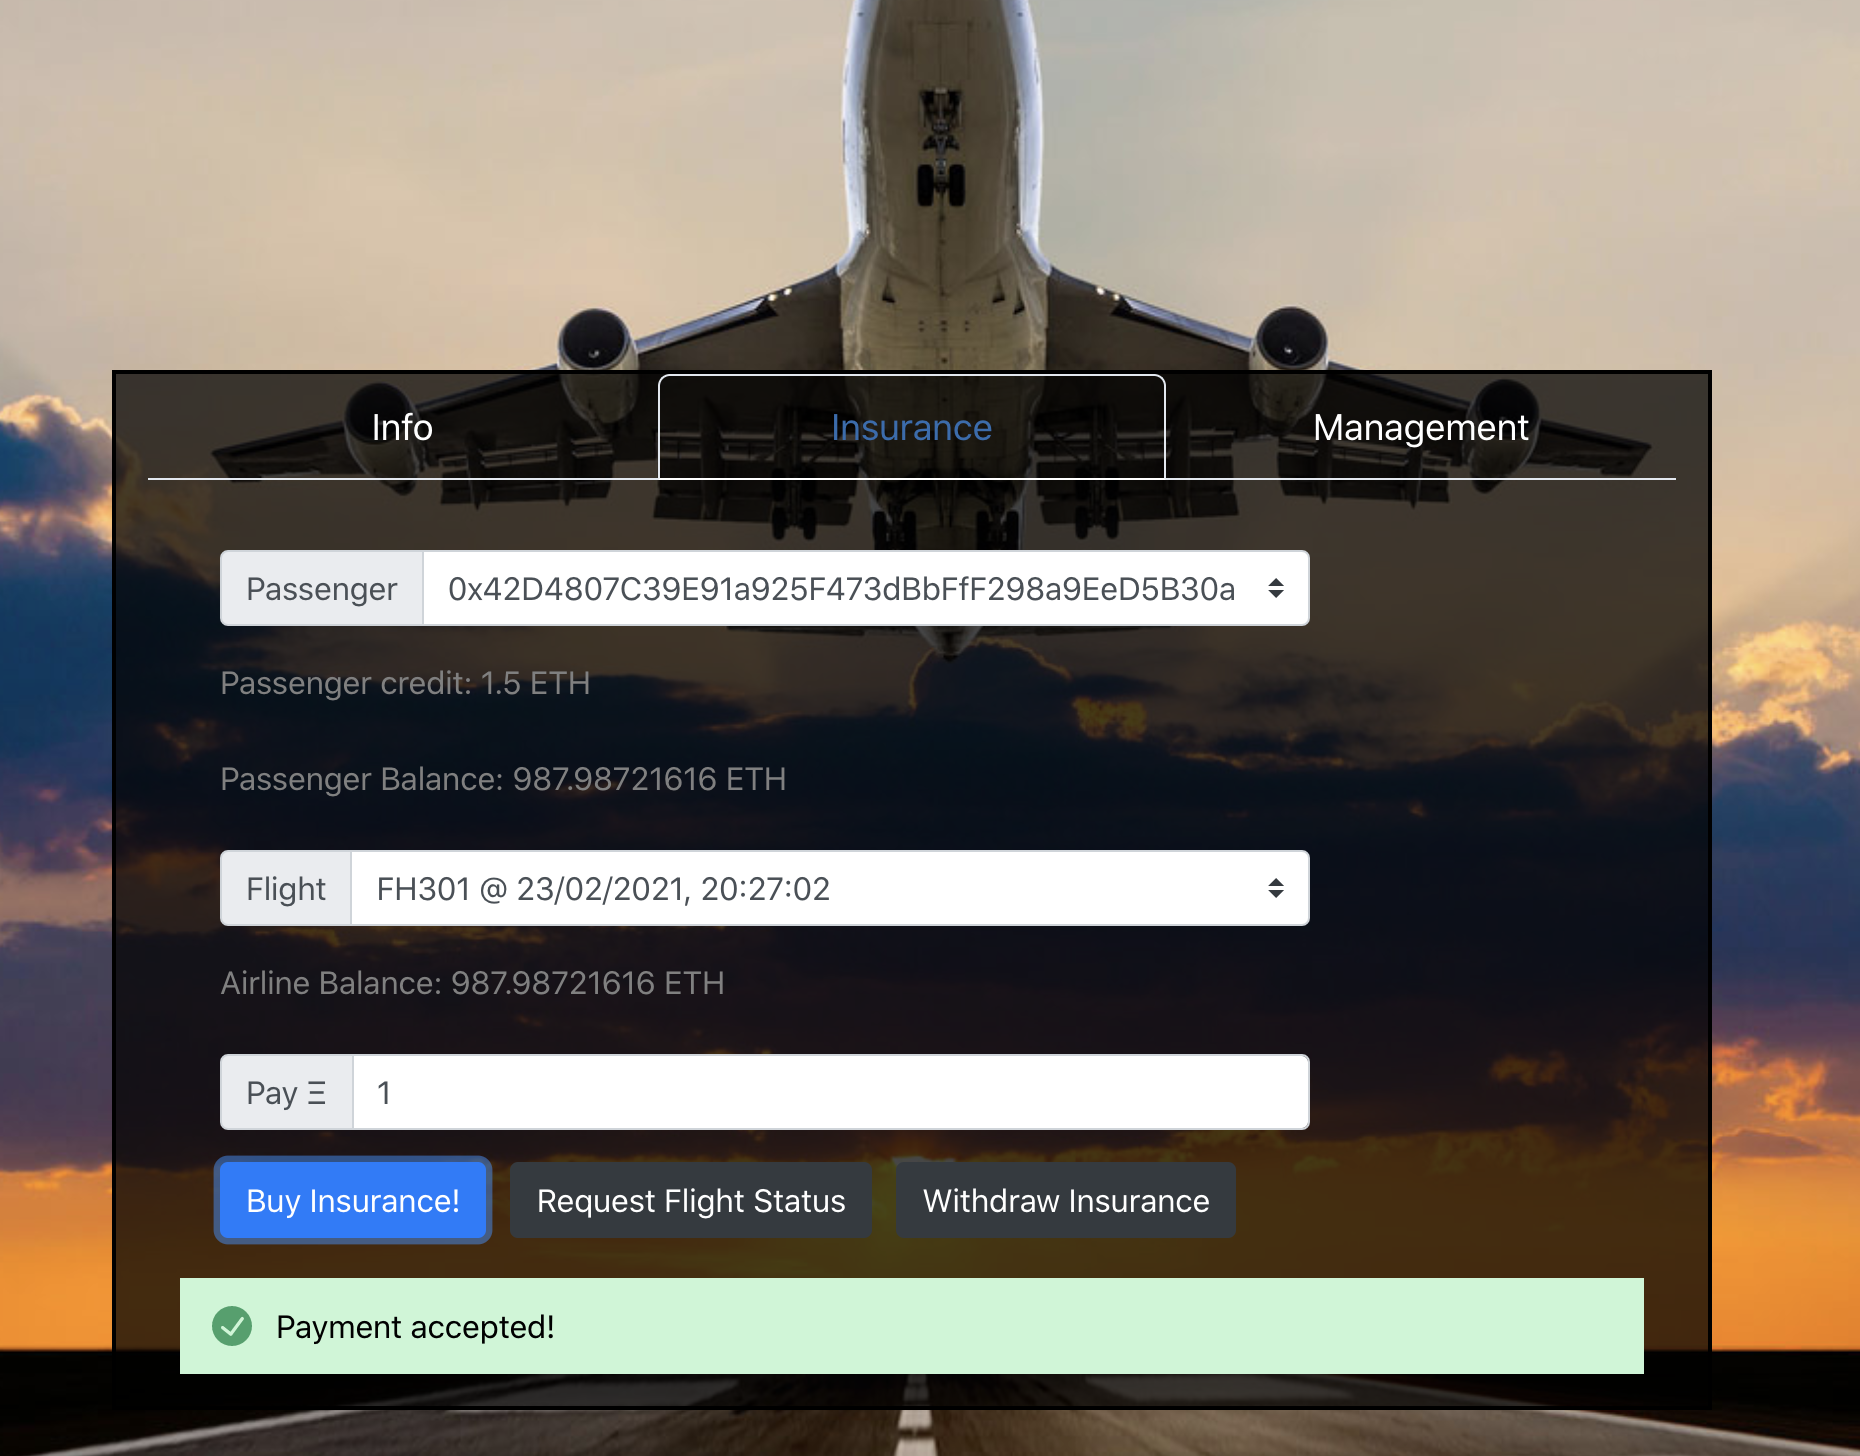 Info
Insurance
Management
Passenger 0x42D4807C39E91a925F473dBbFfF298a9EeD5B30a
Passenger credit: 1.5 ETH
Passenger Balance: 987.98721616 ETH
Flight FH301 @ 23/02/2021, 20:27:02
Airline Balance: 987.98721616 ETH
Pay Ξ 1
Buy Insurance! Request Flight Status Withdraw Insurance
Payment accepted!